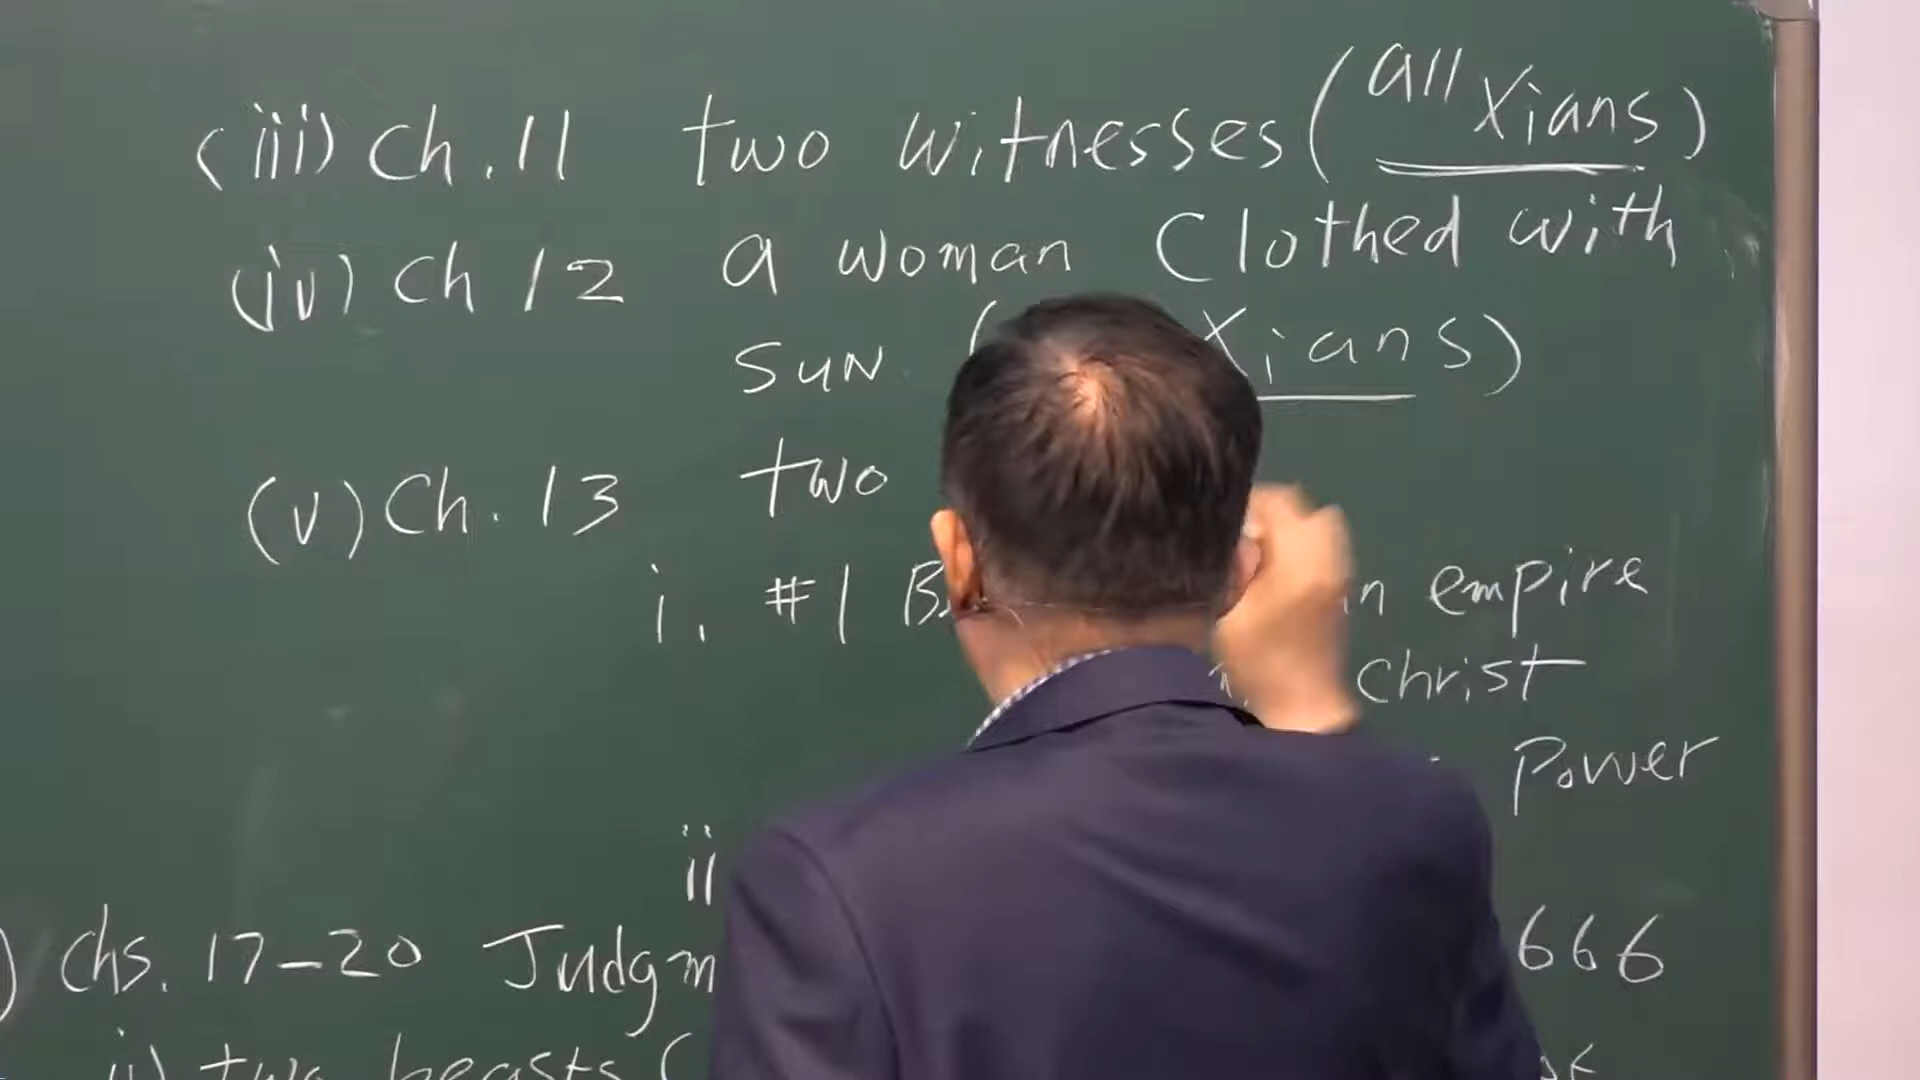 (iii) Ch. 11 two witnesses (all Xians)
(iv) Ch 12 a woman Clothed with
sun ( Xians)
(v) Ch. 13 two
i. #1 empire
Christ
Power
ii
) Chs. 17-20 666
ii) two beasts (